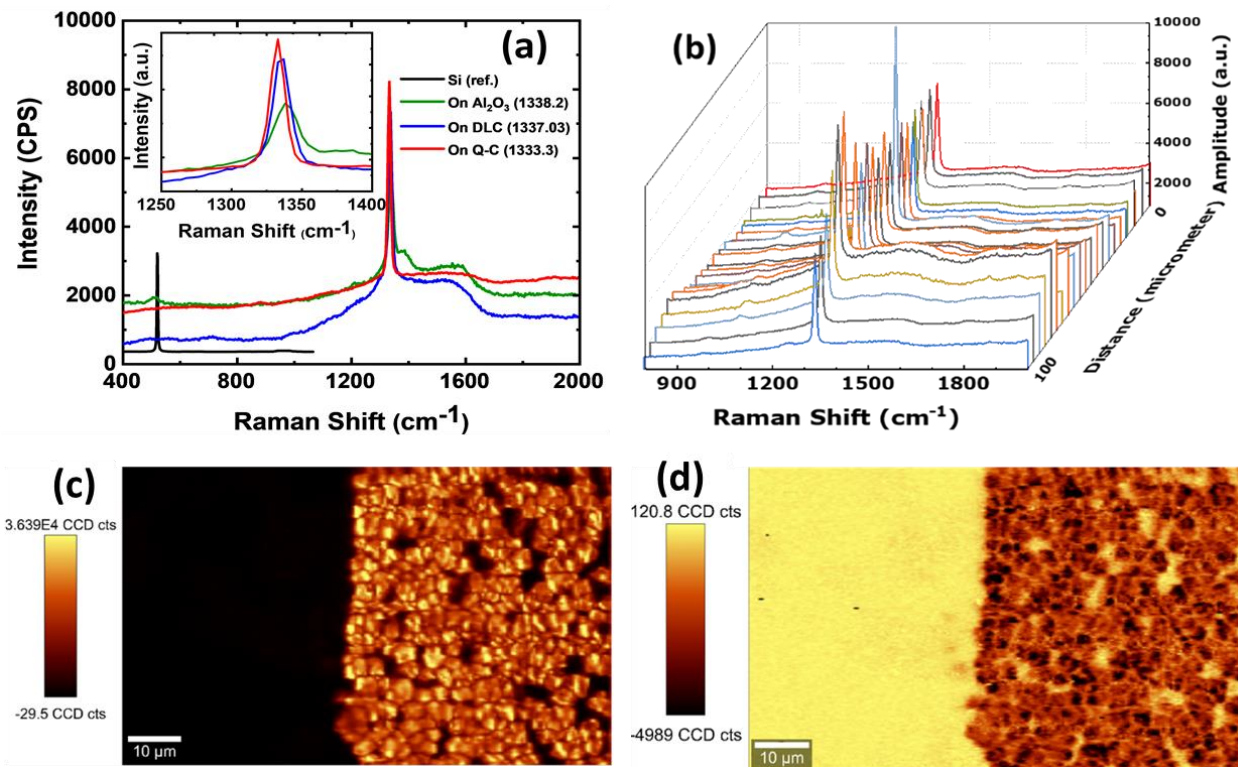 (a)
10000
8000
6000
4000
2000
0
Intensity (CPS)
400 800 1200 1600 2000
Raman Shift (cm-1)
Intensity (a.u.)
1250 1300 1350 1400
Raman Shift (cm-1)
Si (ref.)
On Al2O3 (1338.2)
On DLC (1337.03)
On Q-C (1333.3)
(b)
10000
8000
6000
4000
2000
0
Amplitude (a.u.)
0
100
Distance (micrometer)
900 1200 1500 1800
Raman Shift (cm-1)
(c)
3.639E4 CCD cts
-29.5 CCD cts
10 µm
(d)
120.8 CCD cts
-4989 CCD cts
10 µm